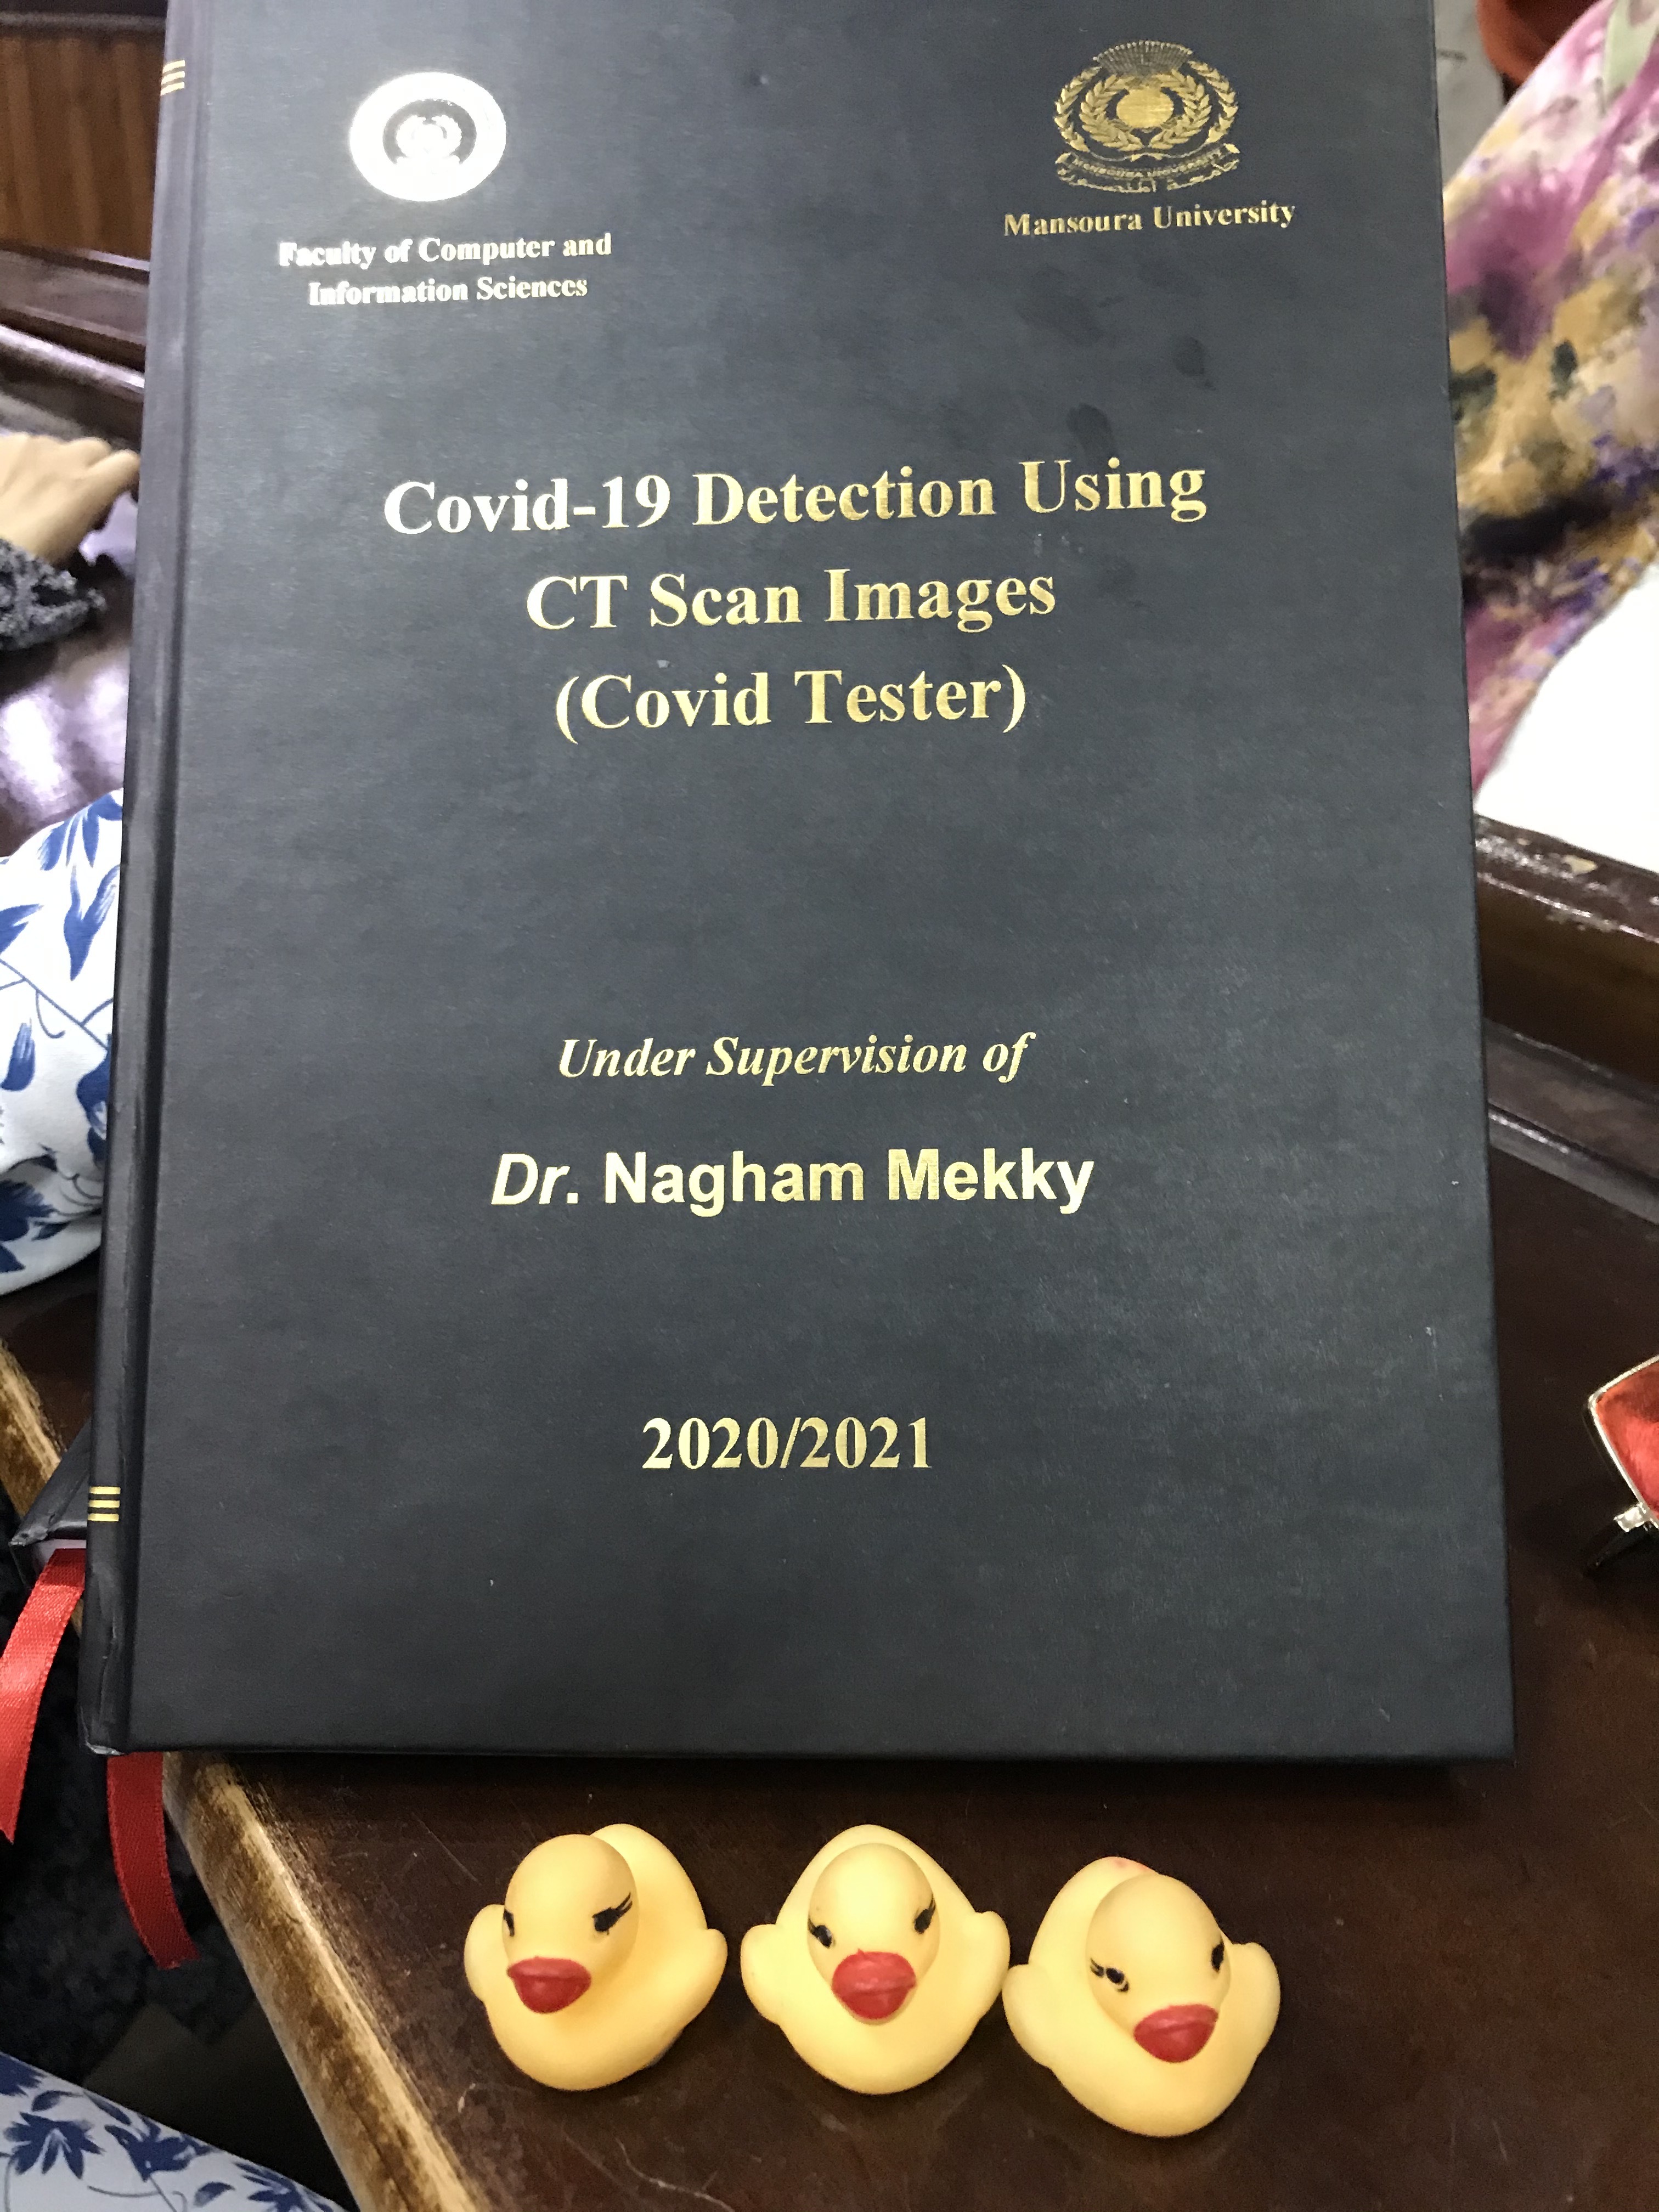 MANSOURA UNIVERSITY
جامعة المنصورة
Mansoura University
Faculty of Computer and
Information Sciences
Covid-19 Detection Using
CT Scan Images
(Covid Tester)
Under Supervision of
Dr. Nagham Mekky
2020/2021